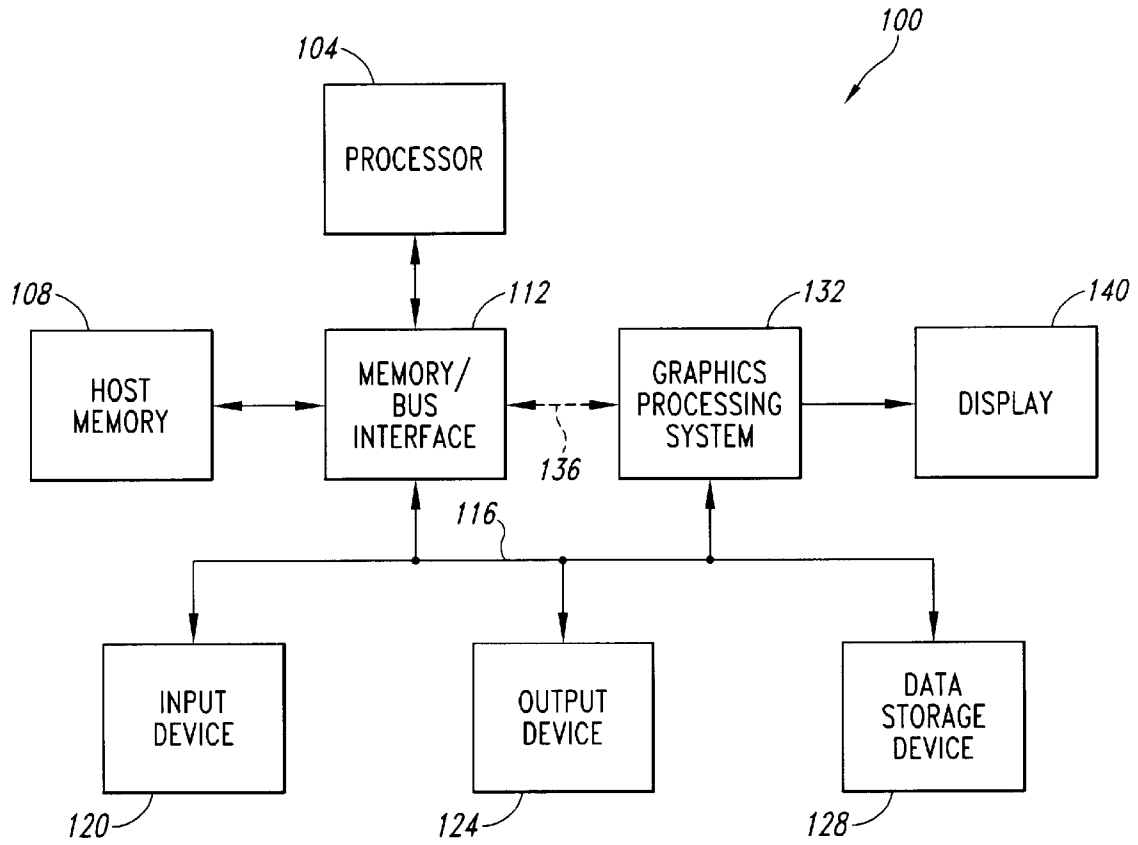 100
104
PROCESSOR
108
112
132
140
HOST
MEMORY
MEMORY/
BUS
INTERFACE
136
GRAPHICS
PROCESSING
SYSTEM
DISPLAY
116
INPUT
DEVICE
OUTPUT
DEVICE
DATA
STORAGE
DEVICE
120
124
128